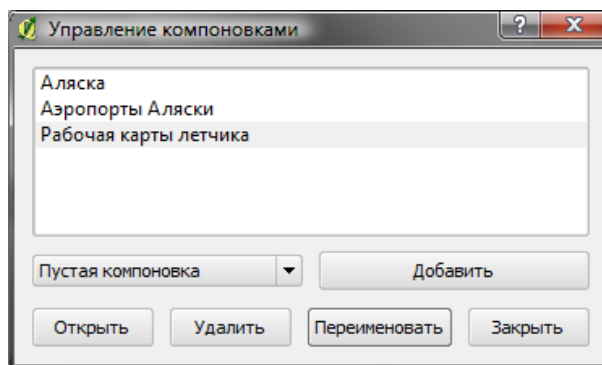 Управление компоновками
?
Аляска
Аэропорты Аляски
Рабочая карты летчика
Пустая компоновка
Добавить
Открыть
Удалить
Переименовать
Закрыть